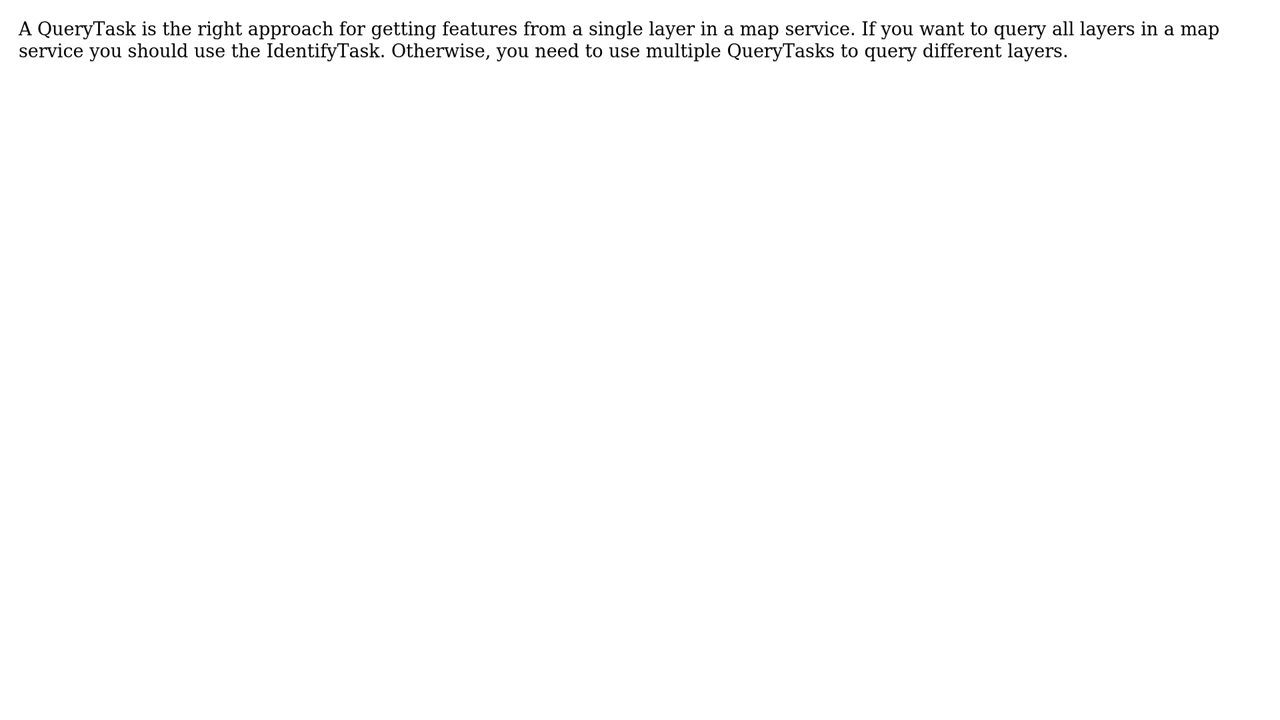 A QueryTask is the right approach for getting features from a single layer in a map service. If you want to query all layers in a map
service you should use the IdentifyTask. Otherwise, you need to use multiple QueryTasks to query different layers.